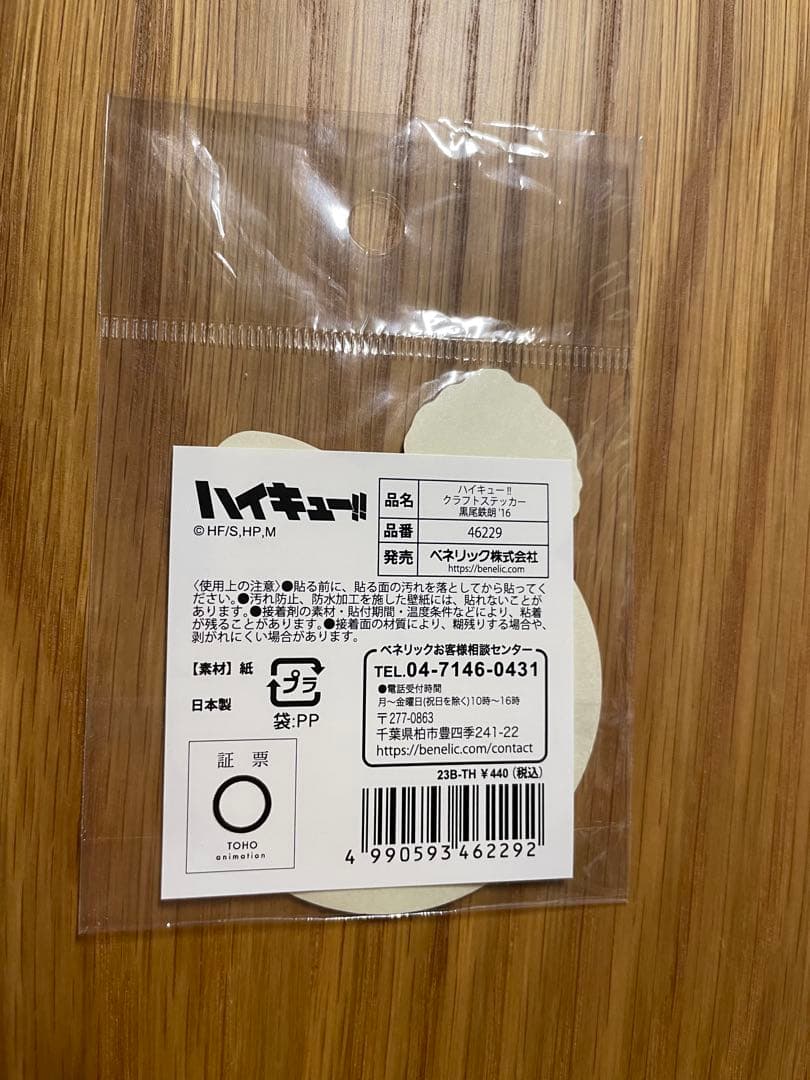 ハイキュー!!
© HF/S,HP,M
品名
ハイキュー!!
クラフトステッカー
黒尾鉄朗 '16
品番
46229
発売
ベネリック株式会社
https://benelic.com
〈使用上の注意〉●貼る前に、貼る面の汚れを落としてから貼ってく
ださい。●汚れ防止、防水加工を施した壁紙には、貼れないことが
あります。●接着剤の素材・貼付期間・温度条件などにより、粘着
が残ることがあります。●接着面の材質により、糊残りする場合や、
剥がれにくい場合があります。
【素材】紙
日本製
プラ
袋:PP
ベネリックお客様相談センター
TEL.04-7146-0431
●電話受付時間
月〜金曜日(祝日を除く)10時〜16時
〒277-0863
千葉県柏市豊四季241-22
https://benelic.com/contact
証 票
TOHO
animation
23B-TH ¥440(税込)
4 990593 462292